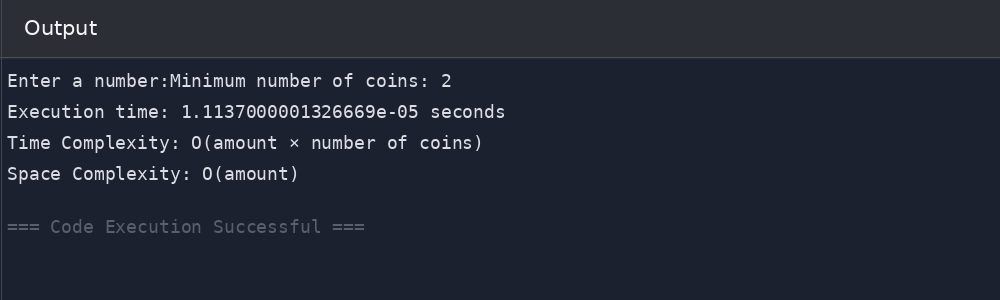 Output
Enter a number:Minimum number of coins: 2
Execution time: 1.1137000001326669e-05 seconds
Time Complexity: O(amount × number of coins)
Space Complexity: O(amount)
=== Code Execution Successful ===